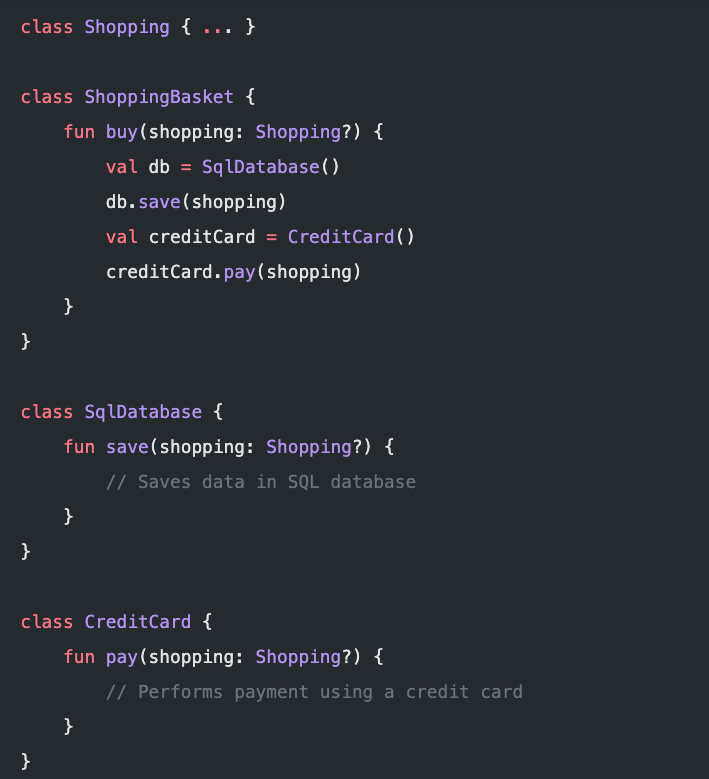 class Shopping { ... }

class ShoppingBasket {
    fun buy(shopping: Shopping?) {
        val db = SqlDatabase()
        db.save(shopping)
        val creditCard = CreditCard()
        creditCard.pay(shopping)
    }
}

class SqlDatabase {
    fun save(shopping: Shopping?) {
        // Saves data in SQL database
    }
}

class CreditCard {
    fun pay(shopping: Shopping?) {
        // Performs payment using a credit card
    }
}